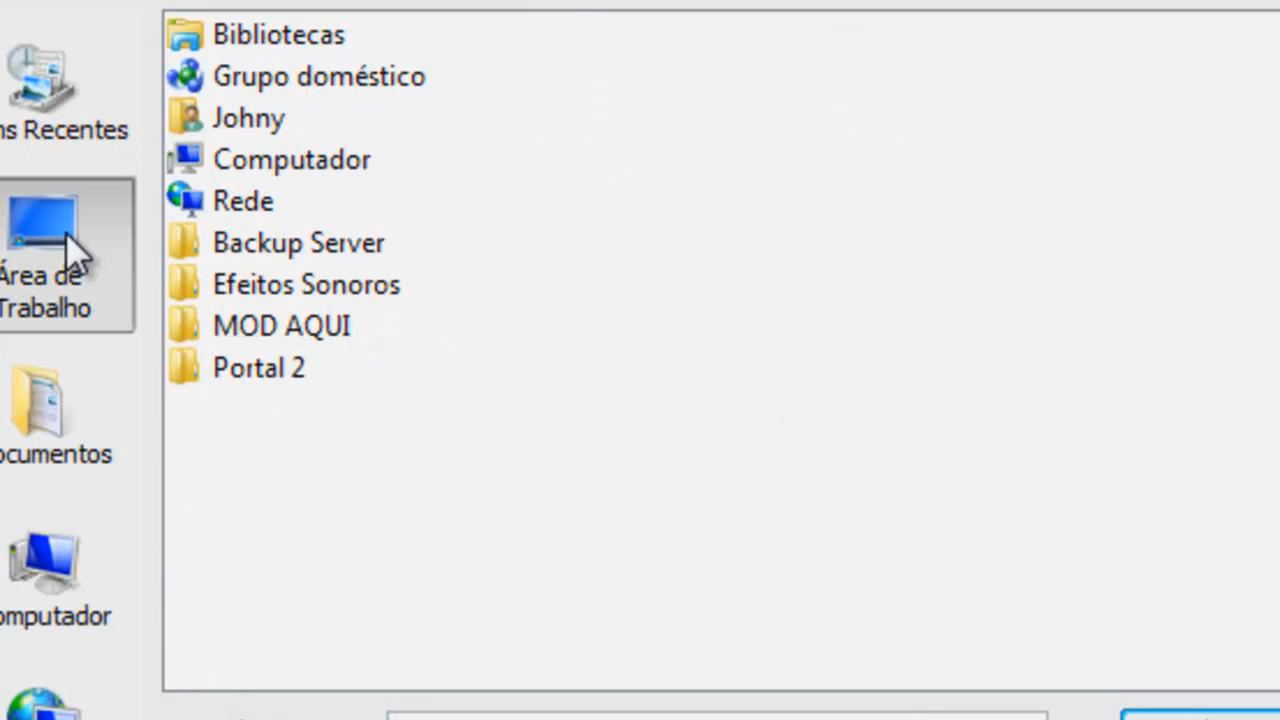 ns Recentes
Área de
Trabalho
ocumentos
omputador
Bibliotecas
Grupo doméstico
Johny
Computador
Rede
Backup Server
Efeitos Sonoros
MOD AQUI
Portal 2